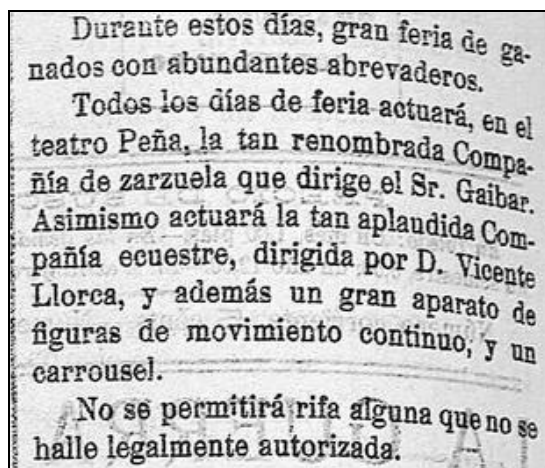 Durante estos días, gran feria de ga-
nados con abundantes abrevaderos.
Todos los días de feria actuará, en el
teatro Peña, la tan renombrada Compa-
ñía de zarzuela que dirige el Sr. Gaibar.
Asimismo actuará la tan aplaudida Com-
pañía ecuestre, dirigida por D. Vicente
Llorca, y además un gran aparato de
figuras de movimiento continuo, y un
carrousel.
No se permitirá rifa alguna que no se
halle legalmente autorizada.